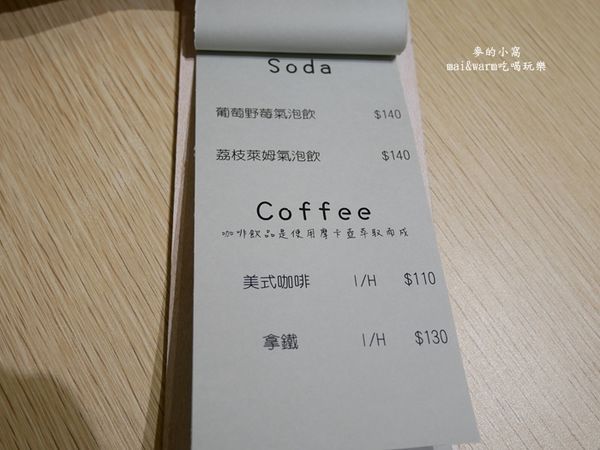 麥的小窩
mai&warm吃喝玩樂
Soda
葡萄野莓氣泡飲 $140
荔枝萊姆氣泡飲 $140
Coffee
咖啡飲品是使用摩卡壺萃取而成
美式咖啡 I/H $110
拿鐵 I/H $130